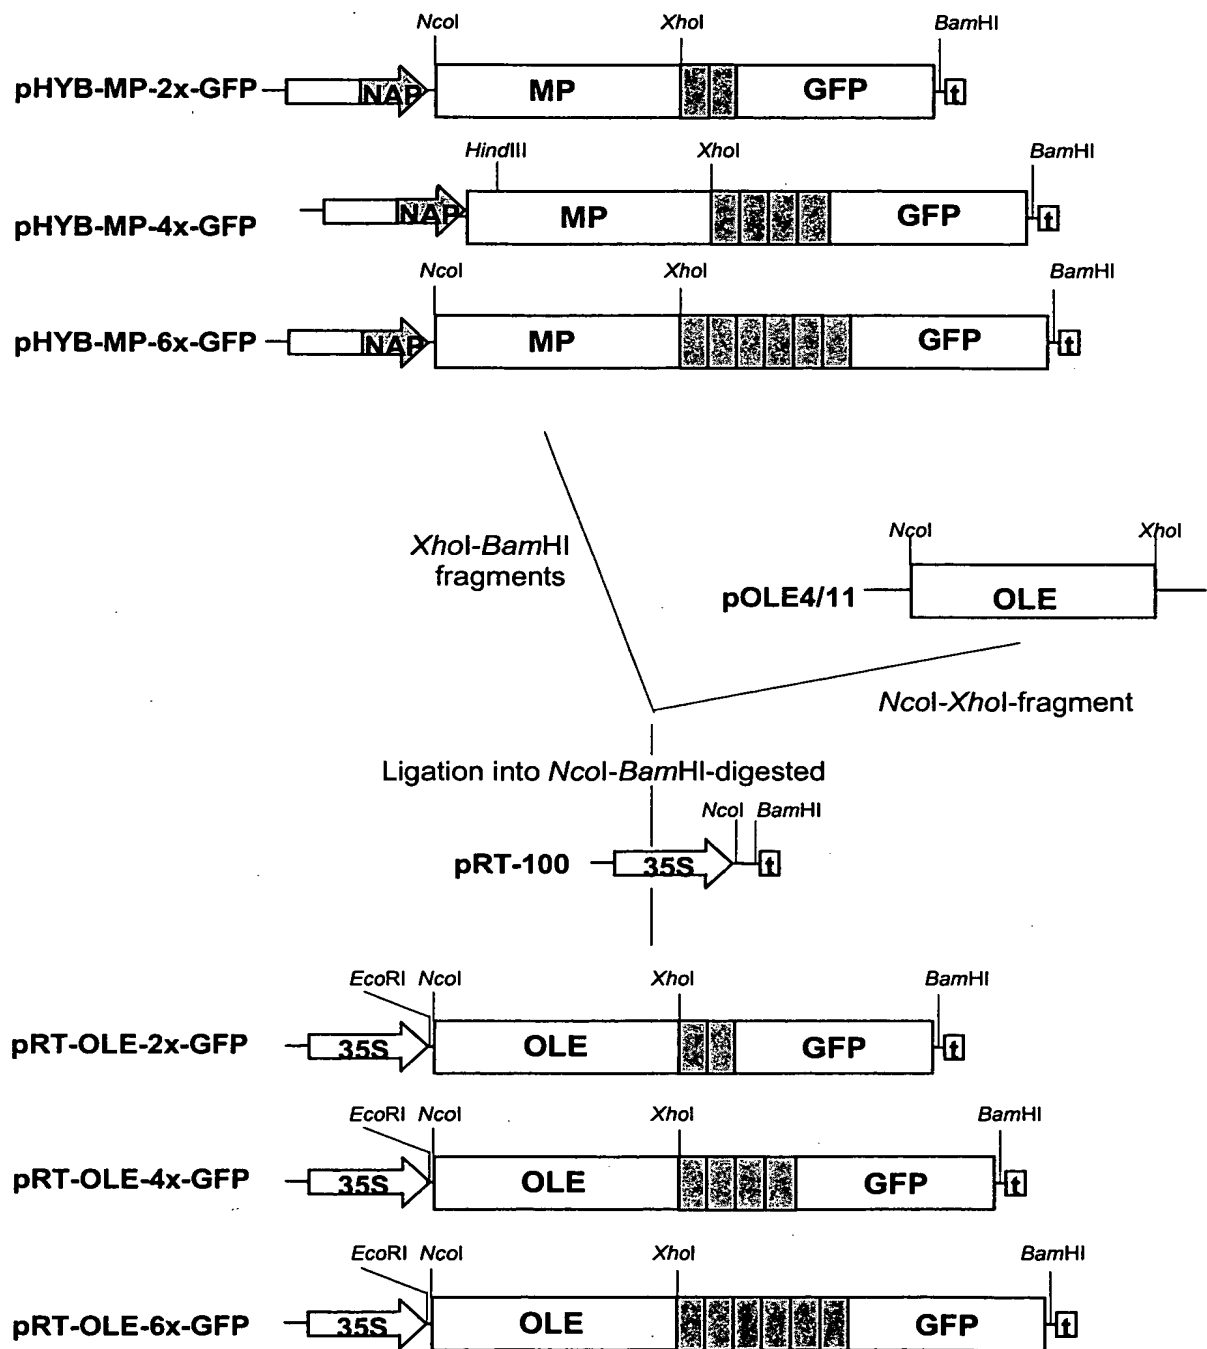 NcoI XhoI BamHI
pHYB-MP-2x-GFP NAP MP GFP t
HindIII XhoI BamHI
pHYB-MP-4x-GFP NAP MP GFP t
NcoI XhoI BamHI
pHYB-MP-6x-GFP NAP MP GFP t
XhoI-BamHI
fragments
NcoI XhoI
pOLE4/11 OLE
NcoI-XhoI-fragment
Ligation into NcoI-BamHI-digested
NcoI BamHI
pRT-100 35S t
EcoRI NcoI XhoI BamHI
pRT-OLE-2x-GFP 35S OLE GFP t
EcoRI NcoI XhoI BamHI
pRT-OLE-4x-GFP 35S OLE GFP t
EcoRI NcoI XhoI BamHI
pRT-OLE-6x-GFP 35S OLE GFP t